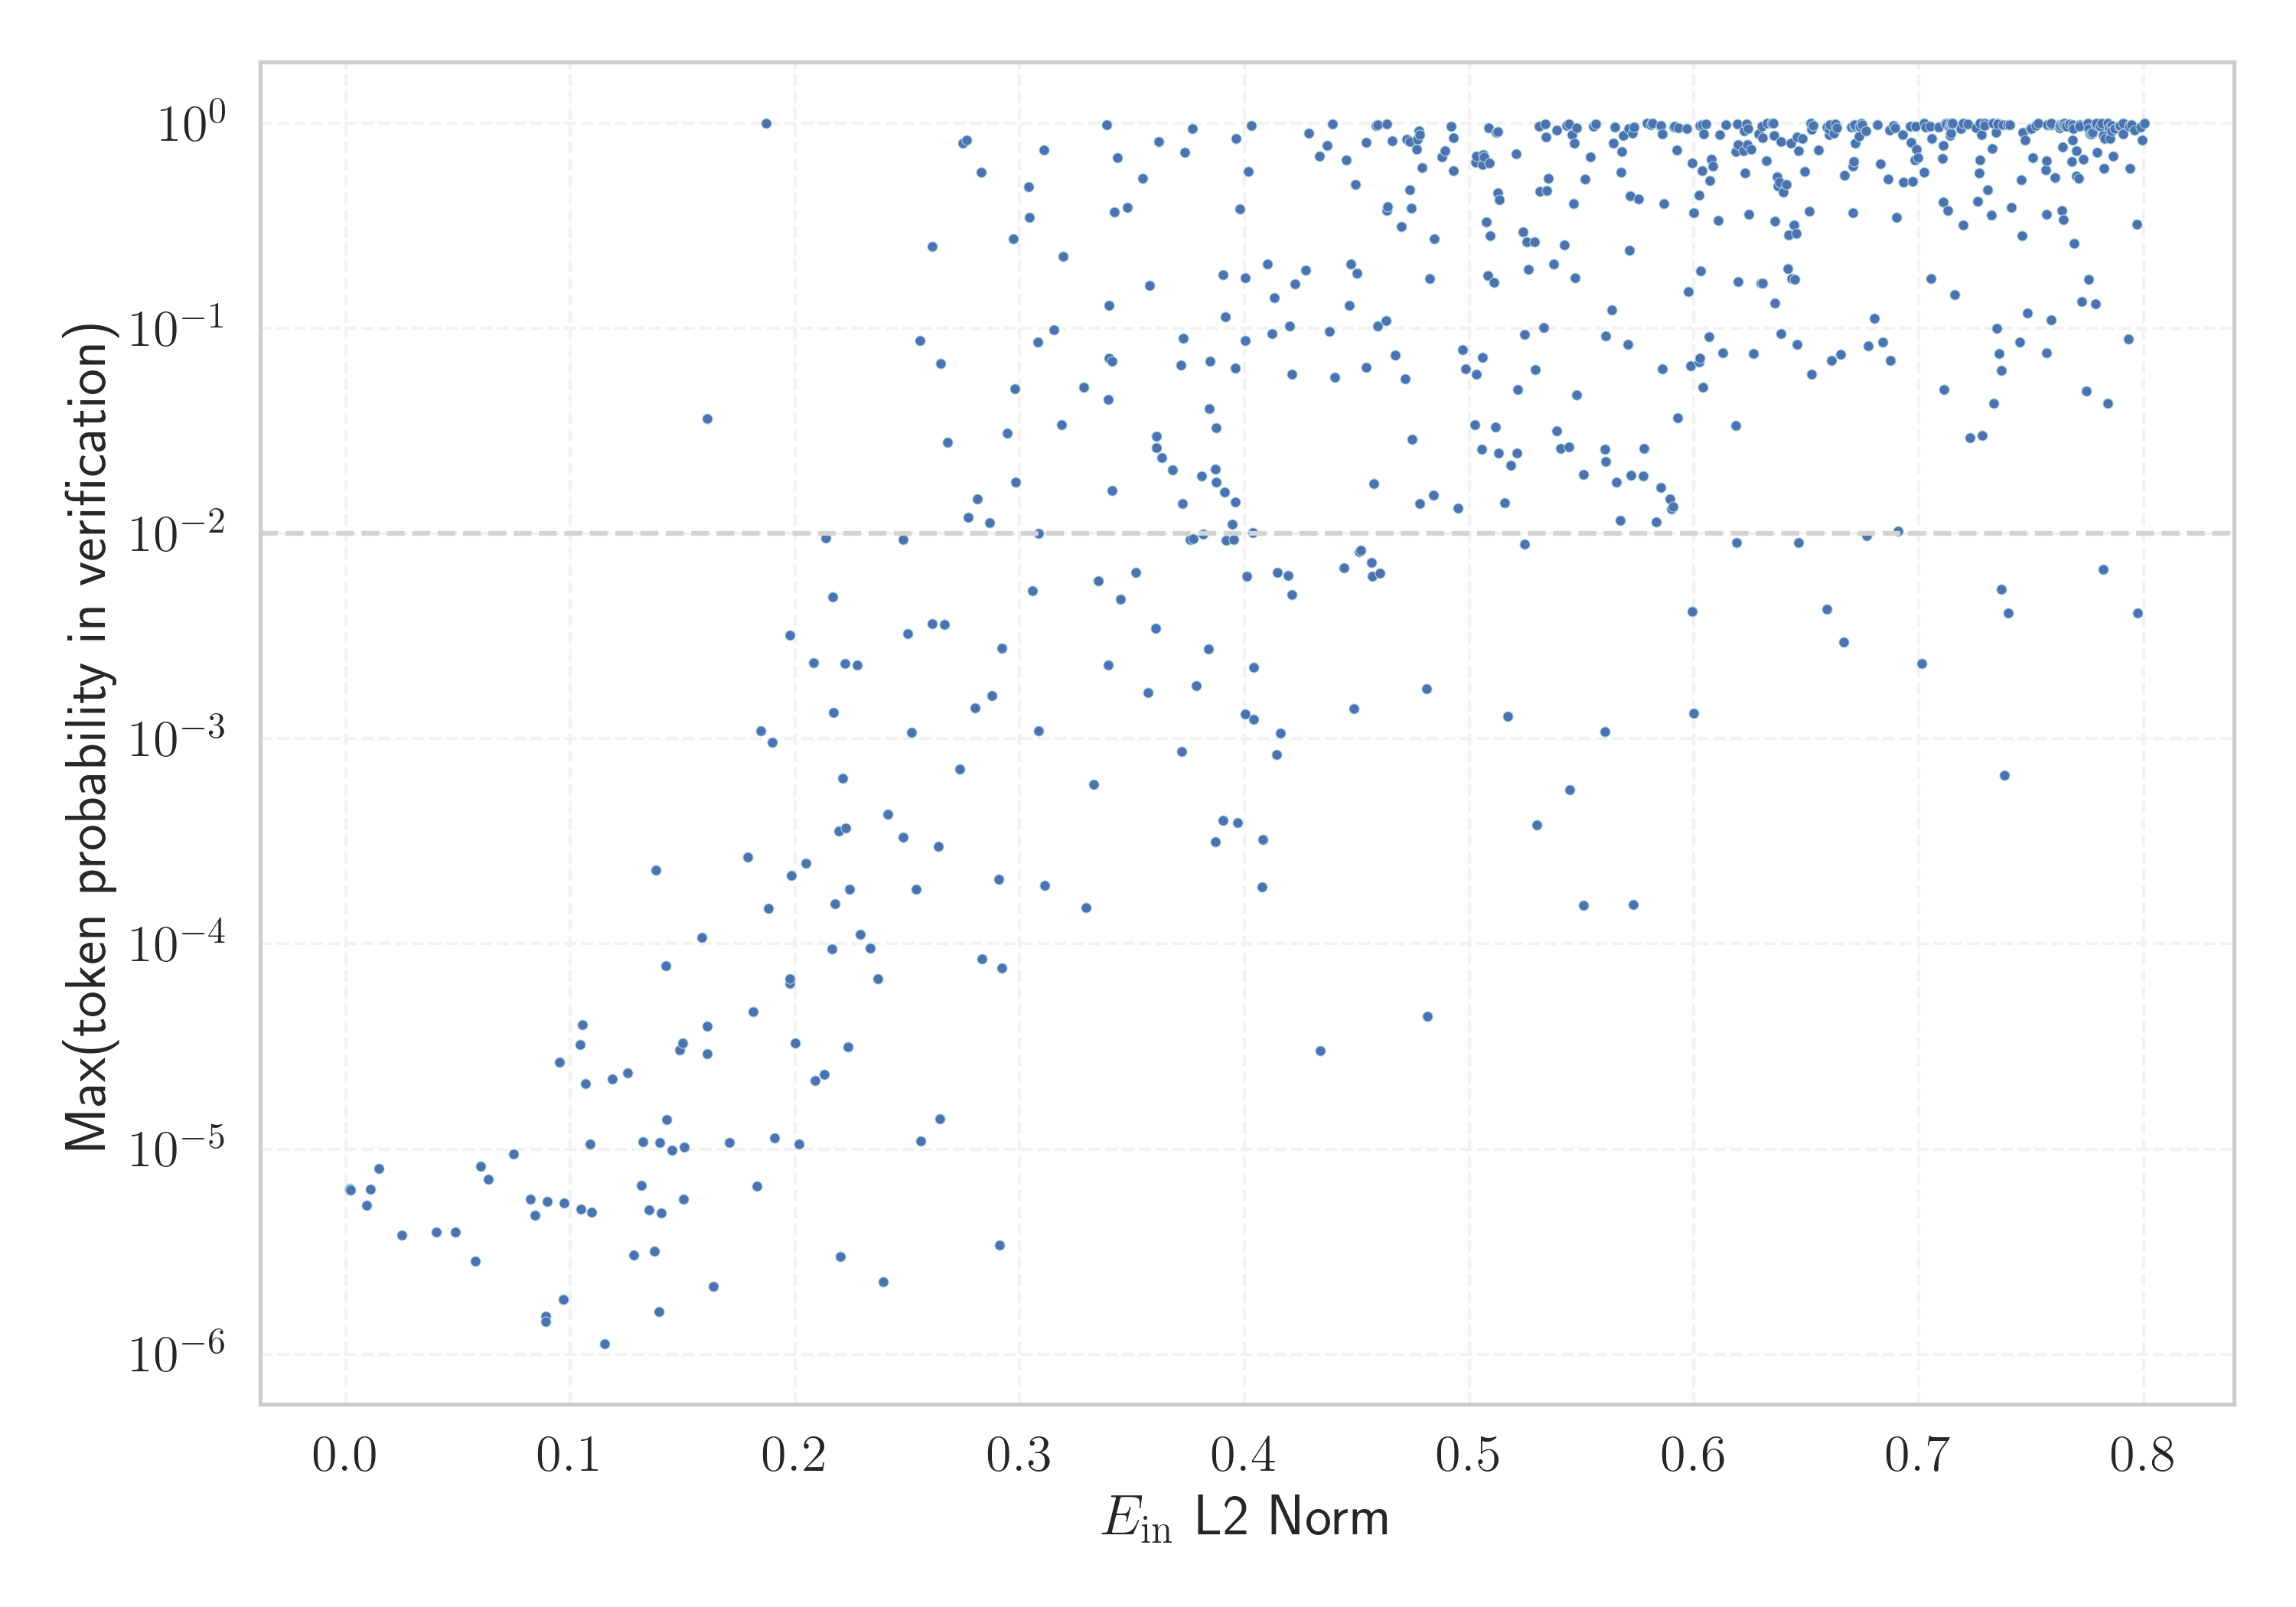 Max(token probability in verification)
10⁰
10⁻¹
10⁻²
10⁻³
10⁻⁴
10⁻⁵
10⁻⁶
0.0 0.1 0.2 0.3 0.4 0.5 0.6 0.7 0.8
E_in L2 Norm